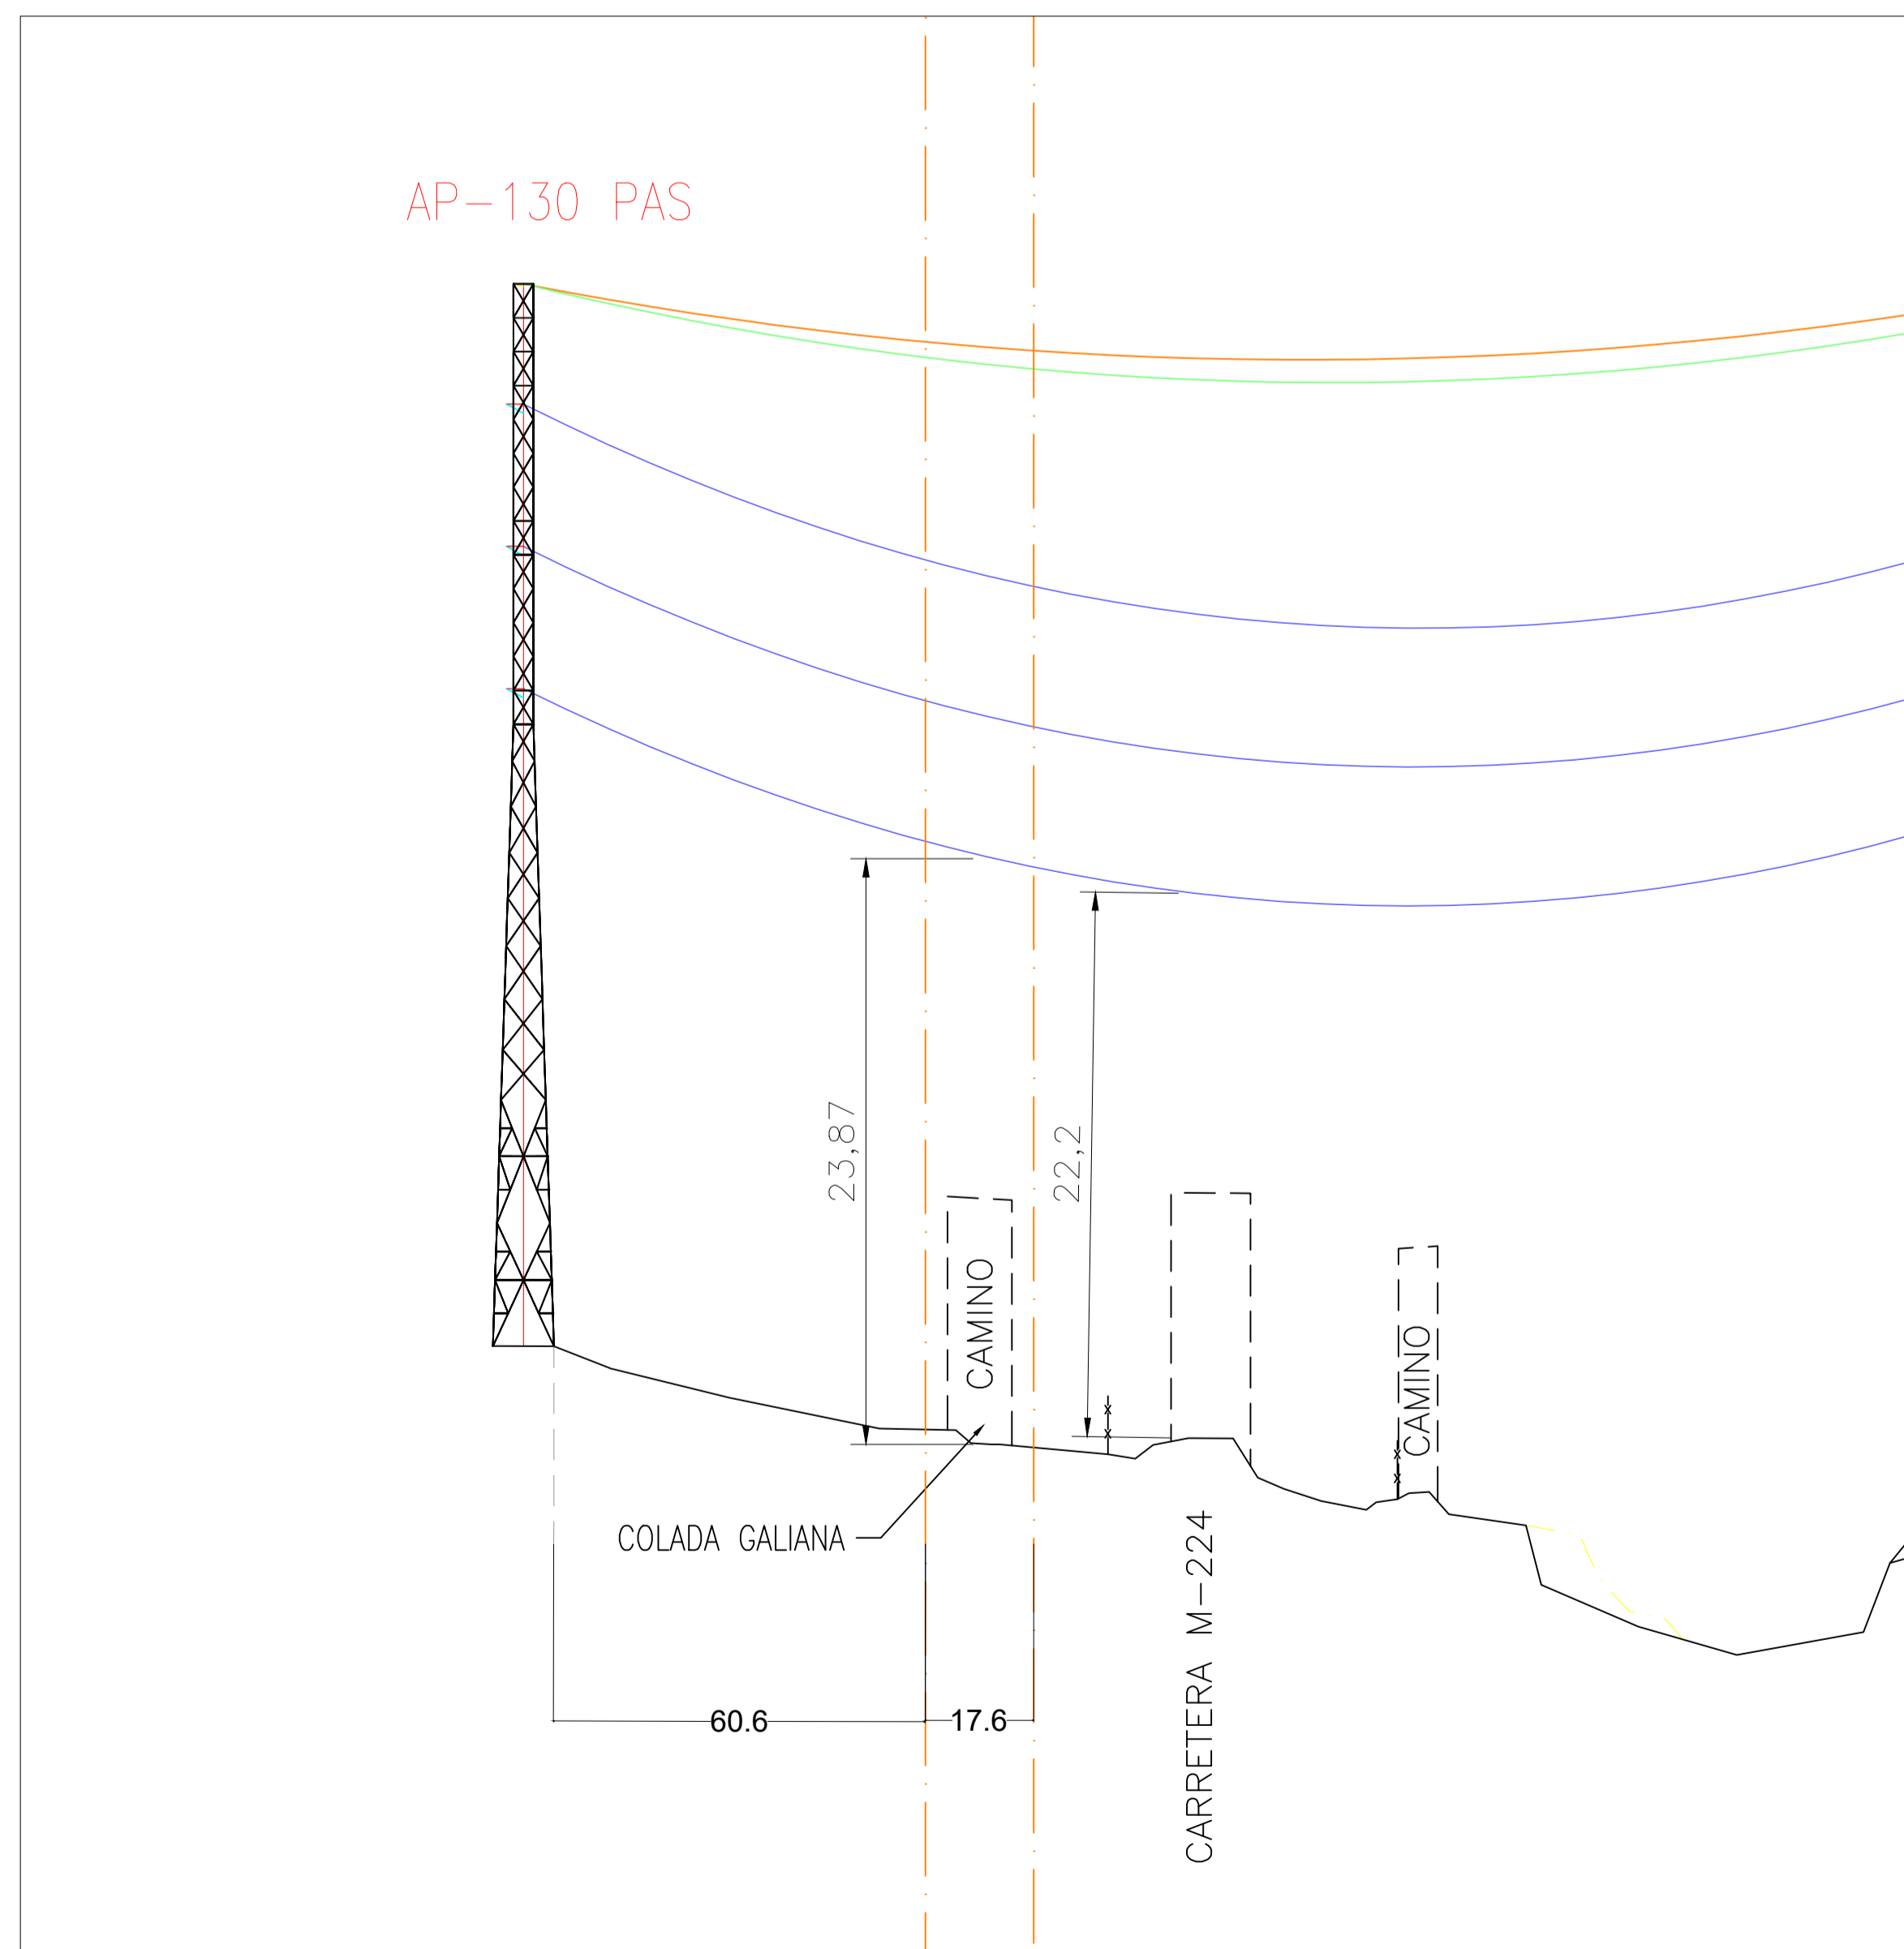 AP-130 PAS
23,87
22,2
CAMINO
CAMINO
COLADA GALIANA
CARRETERA M-224
60.6
17.6